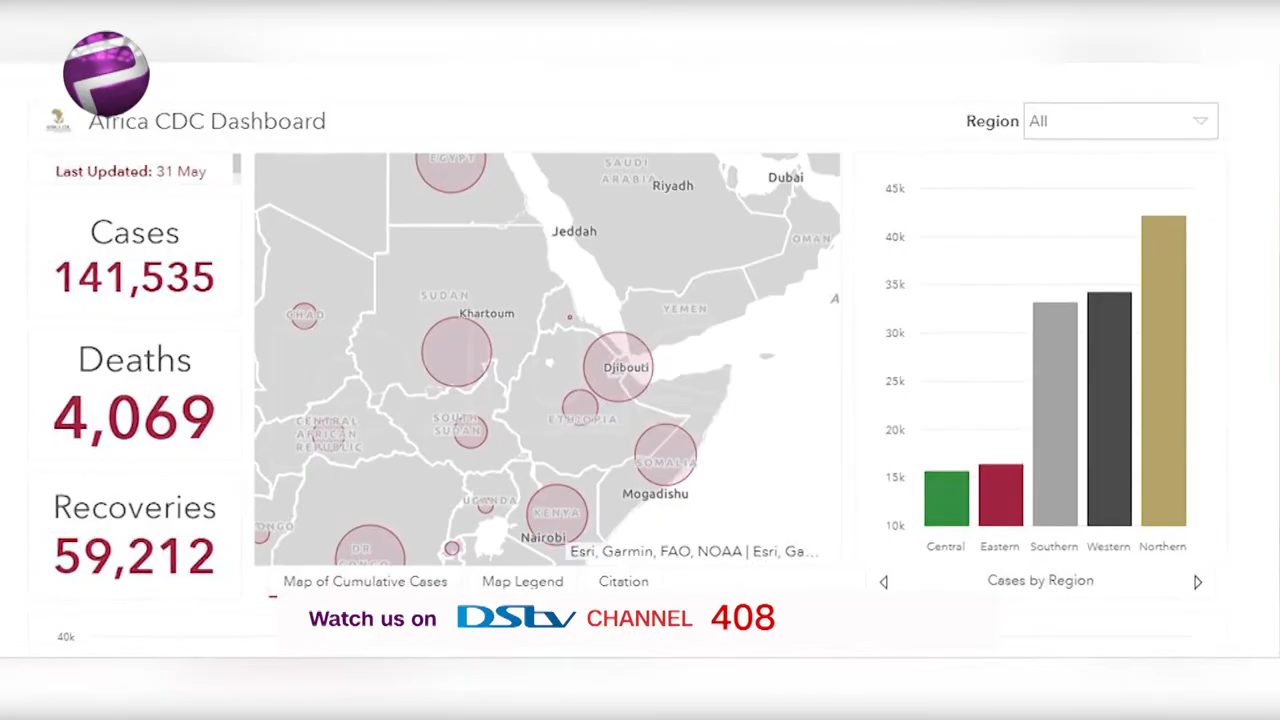 Africa CDC Dashboard
Region All
Last Updated: 31 May
Cases
141,535
Deaths
4,069
Recoveries
59,212
EGYPT
SAUDI
ARABIA
Riyadh
Dubai
Jeddah
OMAN
SUDAN
Khartoum
YEMEN
CHAD
Djibouti
CENTRAL
AFRICAN
REPUBLIC
SOUTH
SUDAN
ETHIOPIA
SOMALIA
Mogadishu
UGANDA
KENYA
Nairobi
DR
CONGO
Esri, Garmin, FAO, NOAA | Esri, Ga...
Map of Cumulative Cases Map Legend Citation
45k
40k
35k
30k
25k
20k
15k
10k
Central Eastern Southern Western Northern
Cases by Region
Watch us on DStv CHANNEL 408
40k